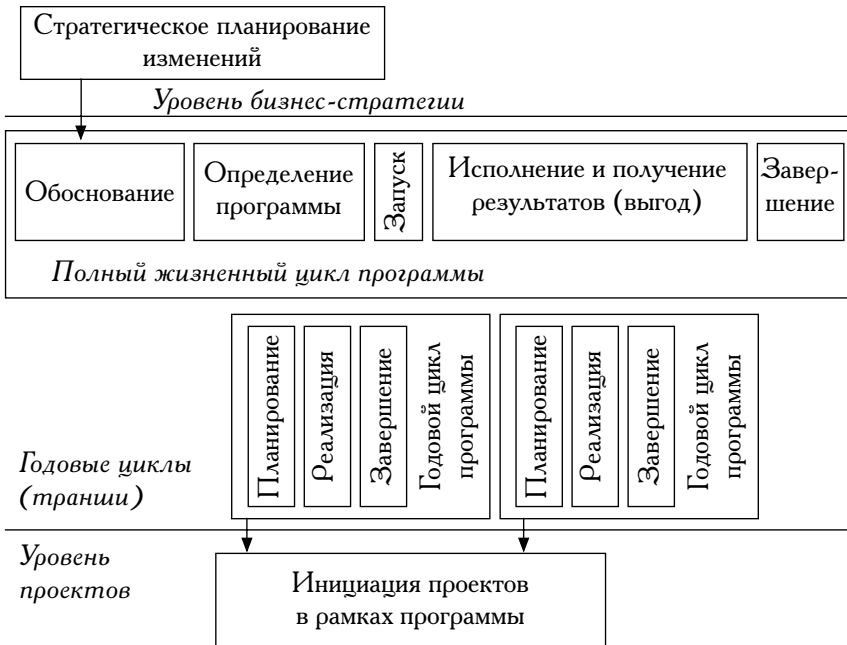 Стратегическое планирование
изменений
Уровень бизнес-стратегии
Обоснование
Определение
программы
Запуск
Исполнение и получение
результатов (выгод)
Завер-
шение
Полный жизненный цикл программы
Годовые циклы
(транши)
Планирование
Реализация
Завершение
Годовой цикл
программы
Планирование
Реализация
Завершение
Годовой цикл
программы
Уровень
проектов
Инициация проектов
в рамках программы